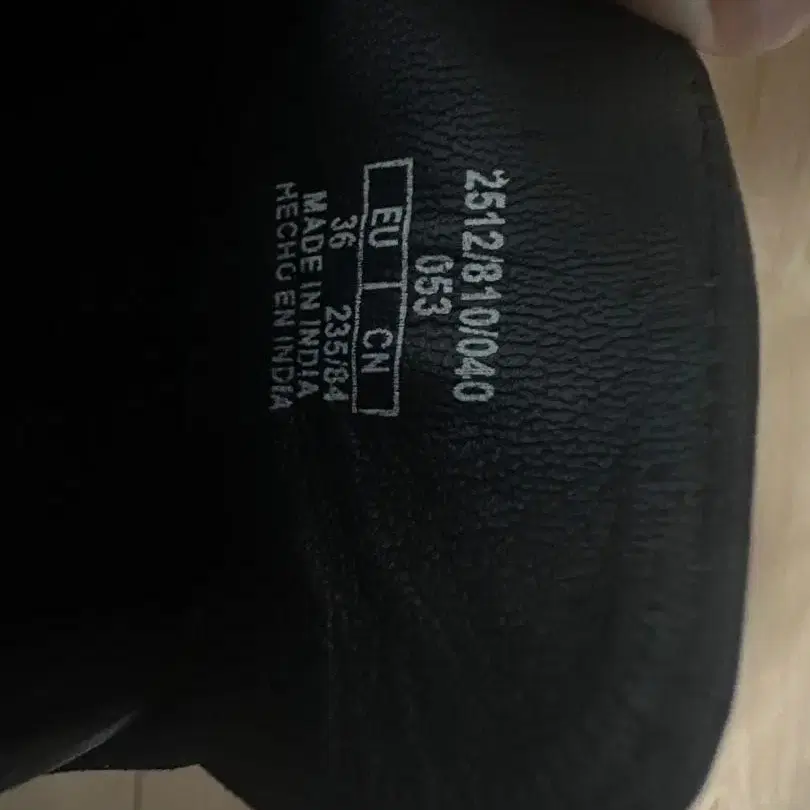 2512/810/040
053
EU | CN
36 235/84
MADE IN INDIA
HECHO EN INDIA